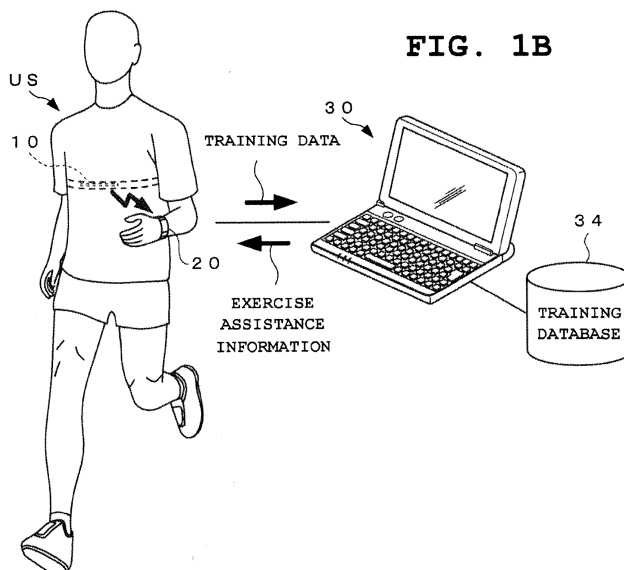 FIG. 1B
US
30
10
TRAINING DATA
34
20
EXERCISE
ASSISTANCE
INFORMATION
TRAINING
DATABASE